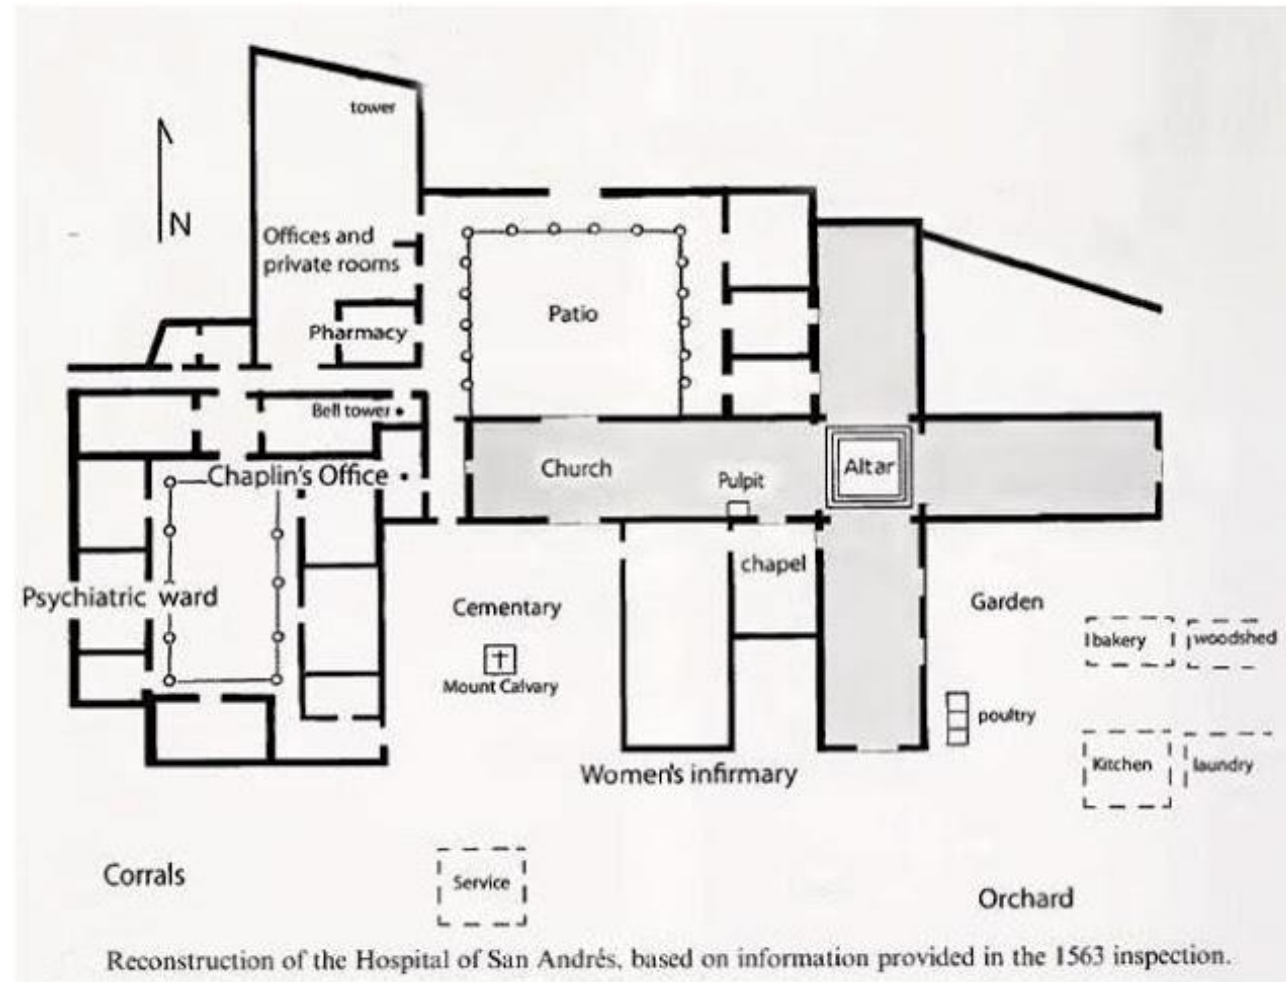 tower
N
Offices and
private rooms
Pharmacy
Patio
Bell tower
Chaplin's Office
Church
Pulpit
Altar
chapel
Psychiatric ward
Cementary
Mount Calvary
Garden
bakery
woodshed
poultry
Kitchen
laundry
Women's infirmary
Corrals
Service
Orchard
Reconstruction of the Hospital of San Andrés, based on information provided in the 1563 inspection.